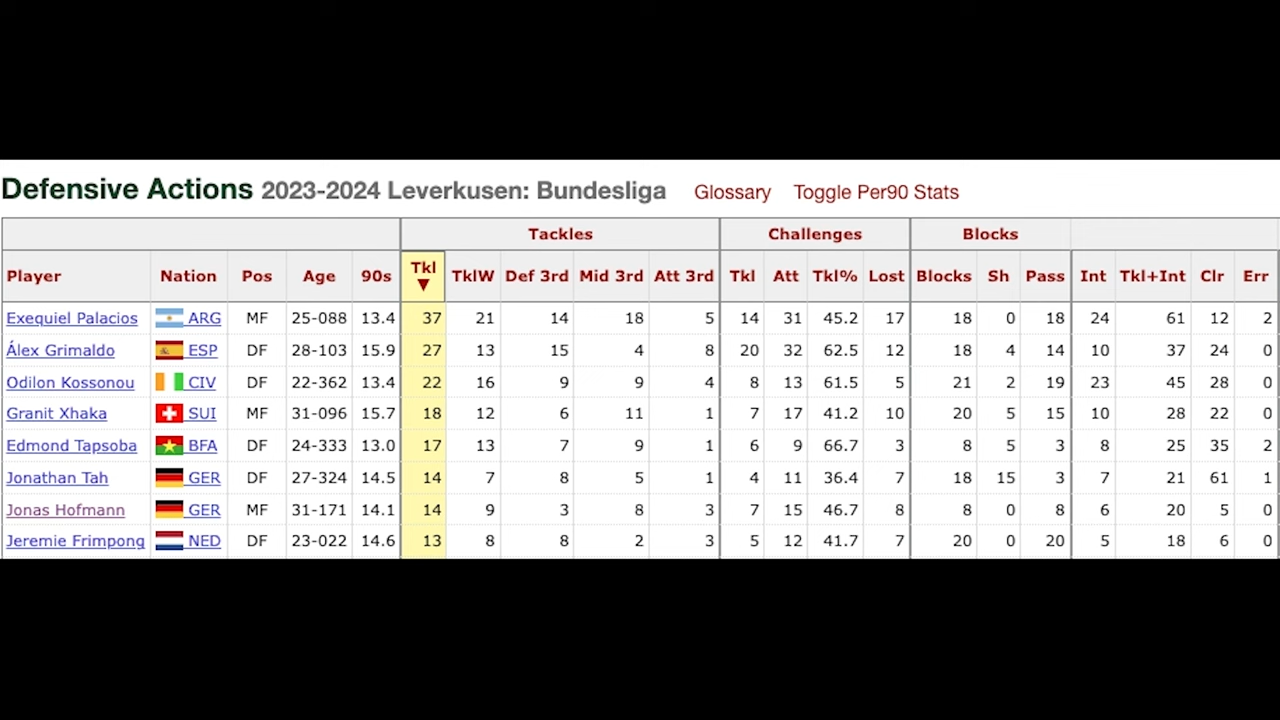 Defensive Actions 2023-2024 Leverkusen: Bundesliga Glossary Toggle Per90 Stats
Tackles Challenges Blocks
Player Nation Pos Age 90s Tkl ▼ TklW Def 3rd Mid 3rd Att 3rd Tkl Att Tkl% Lost Blocks Sh Pass Int Tkl+Int Clr Err
Exequiel Palacios ARG MF 25-088 13.4 37 21 14 18 5 14 31 45.2 17 18 0 18 24 61 12 2
Álex Grimaldo ESP DF 28-103 15.9 27 13 15 4 8 20 32 62.5 12 18 4 14 10 37 24 0
Odilon Kossonou CIV DF 22-362 13.4 22 16 9 9 4 8 13 61.5 5 21 2 19 23 45 28 0
Granit Xhaka SUI MF 31-096 15.7 18 12 6 11 1 7 17 41.2 10 20 5 15 10 28 22 0
Edmond Tapsoba BFA DF 24-333 13.0 17 13 7 9 1 6 9 66.7 3 8 5 3 8 25 35 2
Jonathan Tah GER DF 27-324 14.5 14 7 8 5 1 4 11 36.4 7 18 15 3 7 21 61 1
Jonas Hofmann GER MF 31-171 14.1 14 9 3 8 3 7 15 46.7 8 8 0 8 6 20 5 0
Jeremie Frimpong NED DF 23-022 14.6 13 8 8 2 3 5 12 41.7 7 20 0 20 5 18 6 0